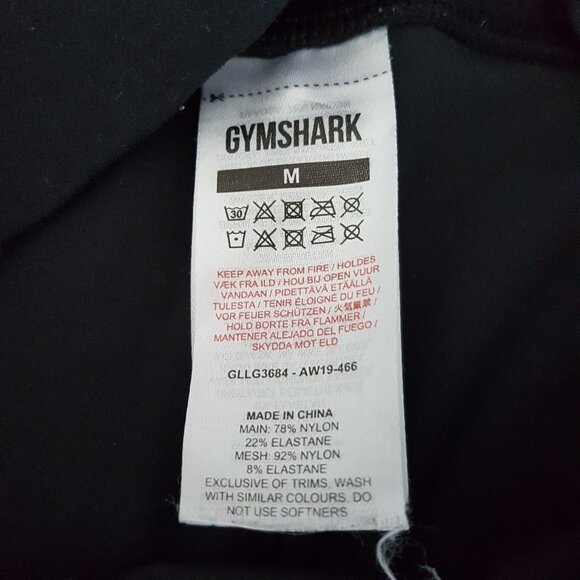 GYMSHARK
M
30
KEEP AWAY FROM FIRE / HOLDES
VÆK FRA ILD / HOU BIJ OPEN VUUR
VANDAAN / PIDETTÄVÄ ETÄÄLLÄ
TULESTA / TENIR ÉLOIGNÉ DU FEU /
VOR FEUER SCHÜTZEN / 火気厳禁 /
HOLD BORTE FRA FLAMMER /
MANTENER ALEJADO DEL FUEGO /
SKYDDA MOT ELD
GLLG3684 - AW19-466
MADE IN CHINA
MAIN: 78% NYLON
22% ELASTANE
MESH: 92% NYLON
8% ELASTANE
EXCLUSIVE OF TRIMS, WASH
WITH SIMILAR COLOURS. DO
NOT USE SOFTNERS